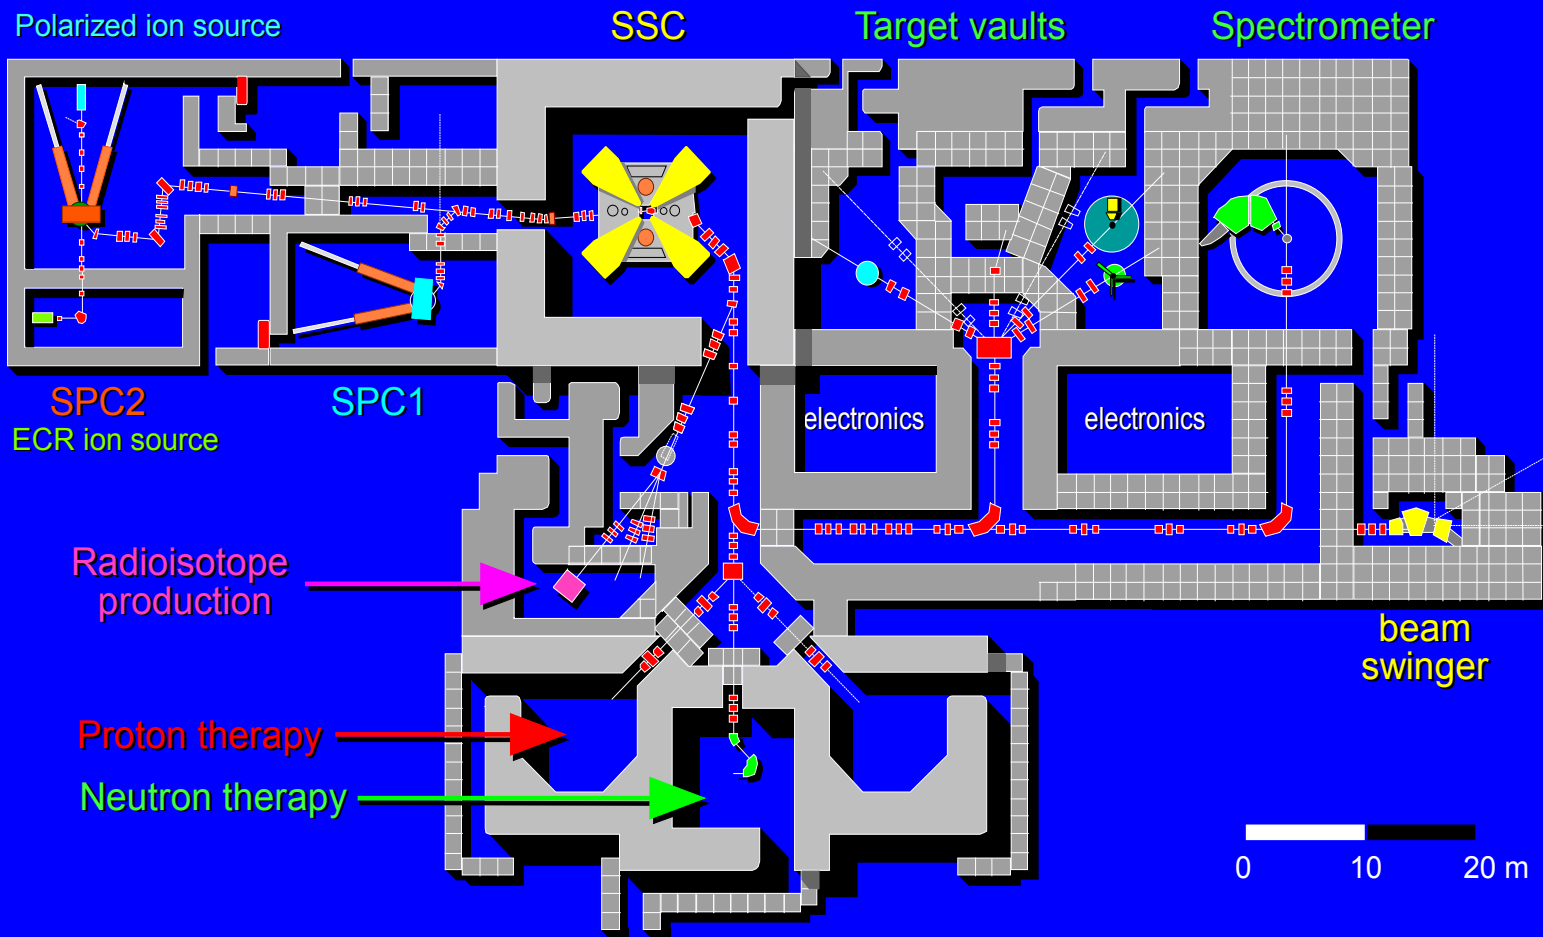 Polarized ion source
SSC
Target vaults
Spectrometer
SPC2
ECR ion source
SPC1
electronics
electronics
Radioisotope
production
beam
swinger
Proton therapy
Neutron therapy
0
10
20 m